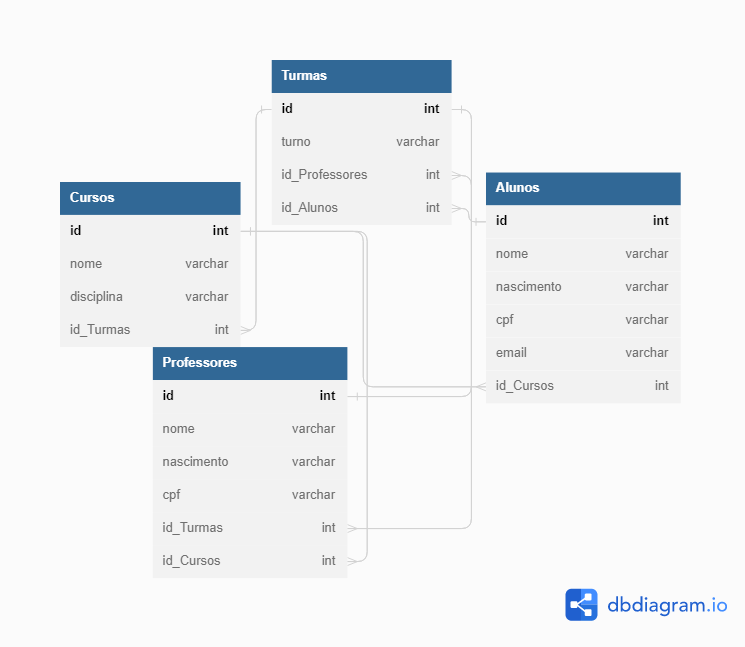 Turmas
id int
turno varchar
id_Professores int
id_Alunos int
Cursos
id int
nome varchar
disciplina varchar
id_Turmas int
Alunos
id int
nome varchar
nascimento varchar
cpf varchar
email varchar
id_Cursos int
Professores
id int
nome varchar
nascimento varchar
cpf varchar
id_Turmas int
id_Cursos int
dbdiagram.io